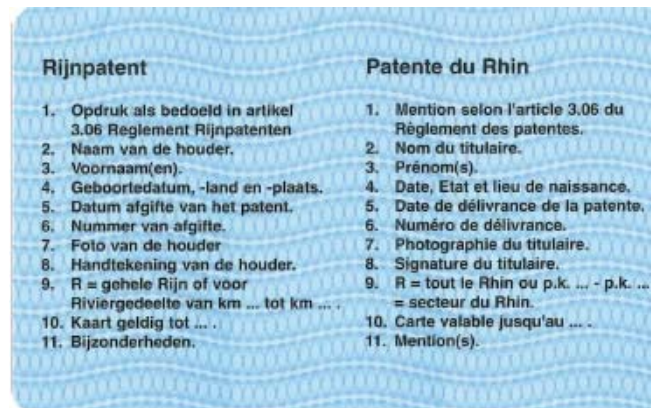 Rijnpatent
1. Opdruk als bedoeld in artikel
3.06 Reglement Rijnpatenten
2. Naam van de houder.
3. Voornaam(en).
4. Geboortedatum, -land en -plaats.
5. Datum afgifte van het patent.
6. Nummer van afgifte.
7. Foto van de houder
8. Handtekening van de houder.
9. R = gehele Rijn of voor
Riviergedeelte van km ... tot km ... .
10. Kaart geldig tot ... .
11. Bijzonderheden.
Patente du Rhin
1. Mention selon l'article 3.06 du
Règlement des patentes.
2. Nom du titulaire.
3. Prénom(s).
4. Date, Etat et lieu de naissance.
5. Date de délivrance de la patente.
6. Numéro de délivrance.
7. Photographie du titulaire.
8. Signature du titulaire.
9. R = tout le Rhin ou p.k. ... - p.k. ...
= secteur du Rhin.
10. Carte valable jusqu'au ... .
11. Mention(s).